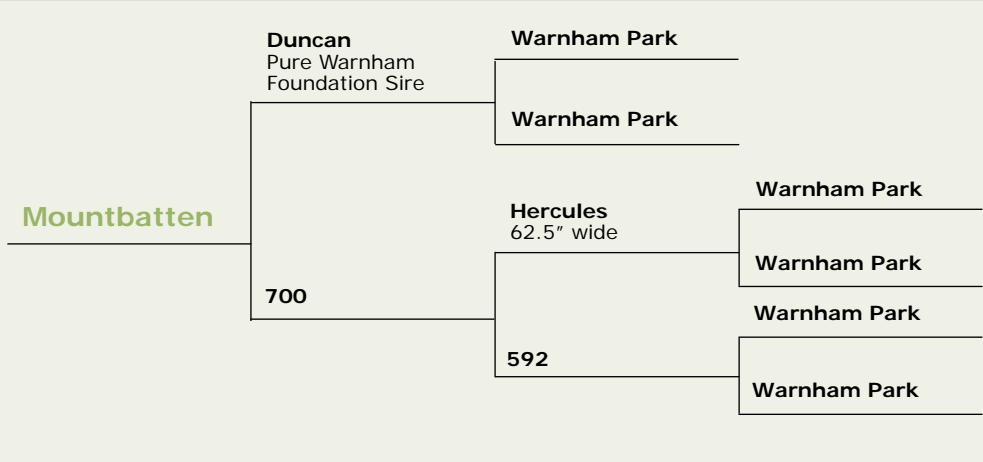 Duncan
Pure Warnham
Foundation Sire
Warnham Park
Warnham Park
Mountbatten
Hercules
62.5" wide
Warnham Park
Warnham Park
700
592
Warnham Park
Warnham Park